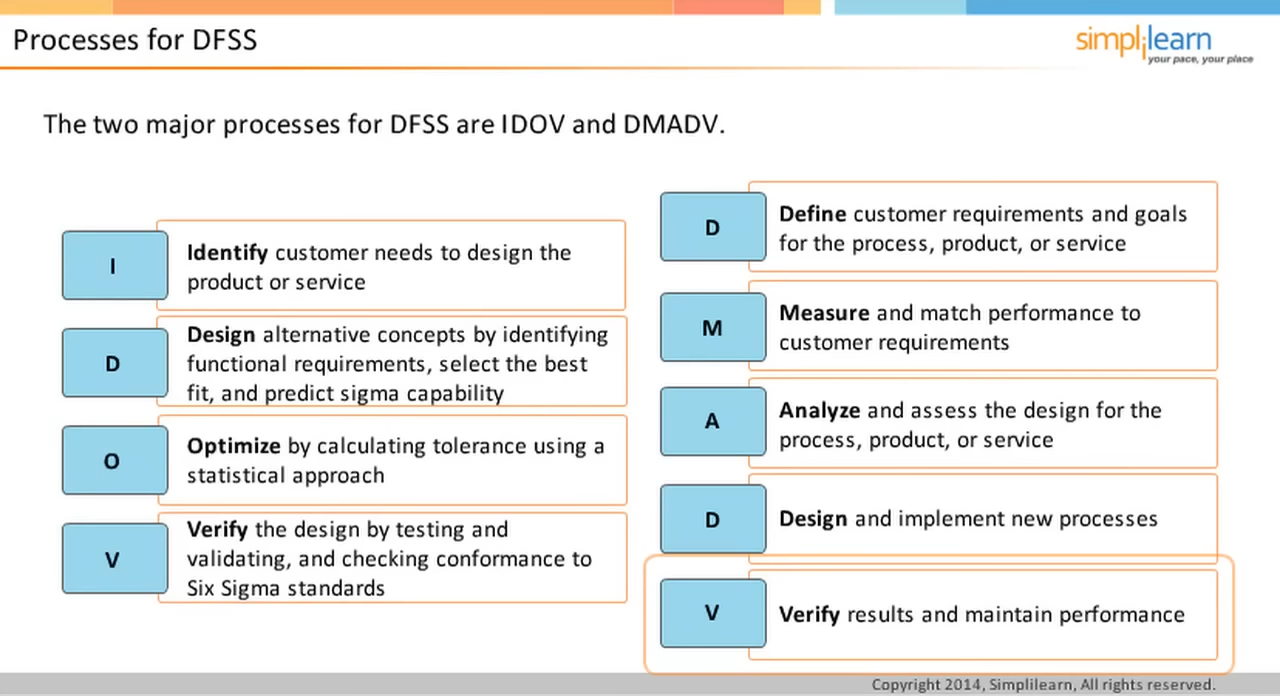 Processes for DFSS
simplilearn
your pace, your place
The two major processes for DFSS are IDOV and DMADV.
I
Identify customer needs to design the
product or service
D
Design alternative concepts by identifying
functional requirements, select the best
fit, and predict sigma capability
O
Optimize by calculating tolerance using a
statistical approach
V
Verify the design by testing and
validating, and checking conformance to
Six Sigma standards
D
Define customer requirements and goals
for the process, product, or service
M
Measure and match performance to
customer requirements
A
Analyze and assess the design for the
process, product, or service
D
Design and implement new processes
V
Verify results and maintain performance
Copyright 2014, Simplilearn, All rights reserved.